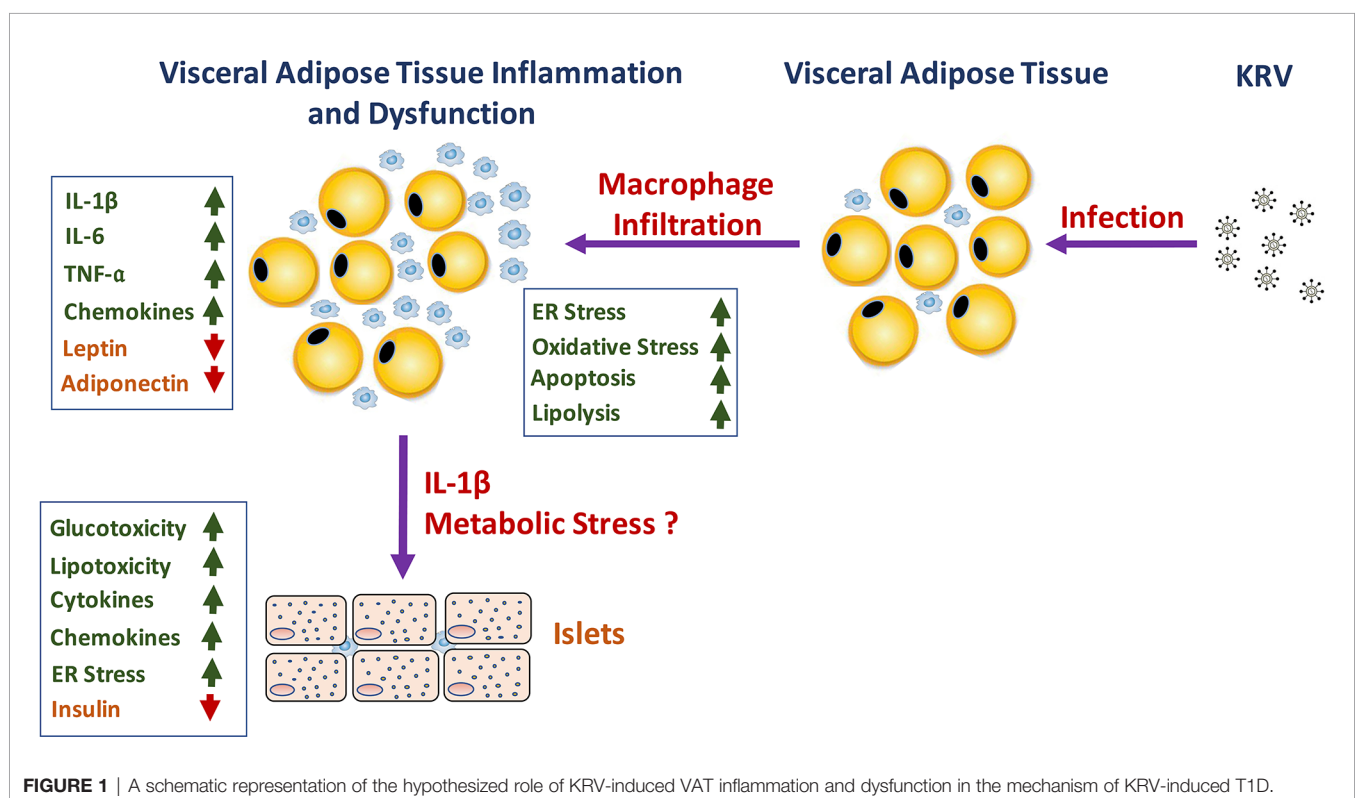 Visceral Adipose Tissue Inflammation
and Dysfunction
Visceral Adipose Tissue
KRV
IL-1β
IL-6
TNF-α
Chemokines
Leptin
Adiponectin
Macrophage
Infiltration
Infection
ER Stress
Oxidative Stress
Apoptosis
Lipolysis
IL-1β
Metabolic Stress ?
Glucotoxicity
Lipotoxicity
Cytokines
Chemokines
ER Stress
Insulin
Islets
FIGURE 1 | A schematic representation of the hypothesized role of KRV-induced VAT inflammation and dysfunction in the mechanism of KRV-induced T1D.